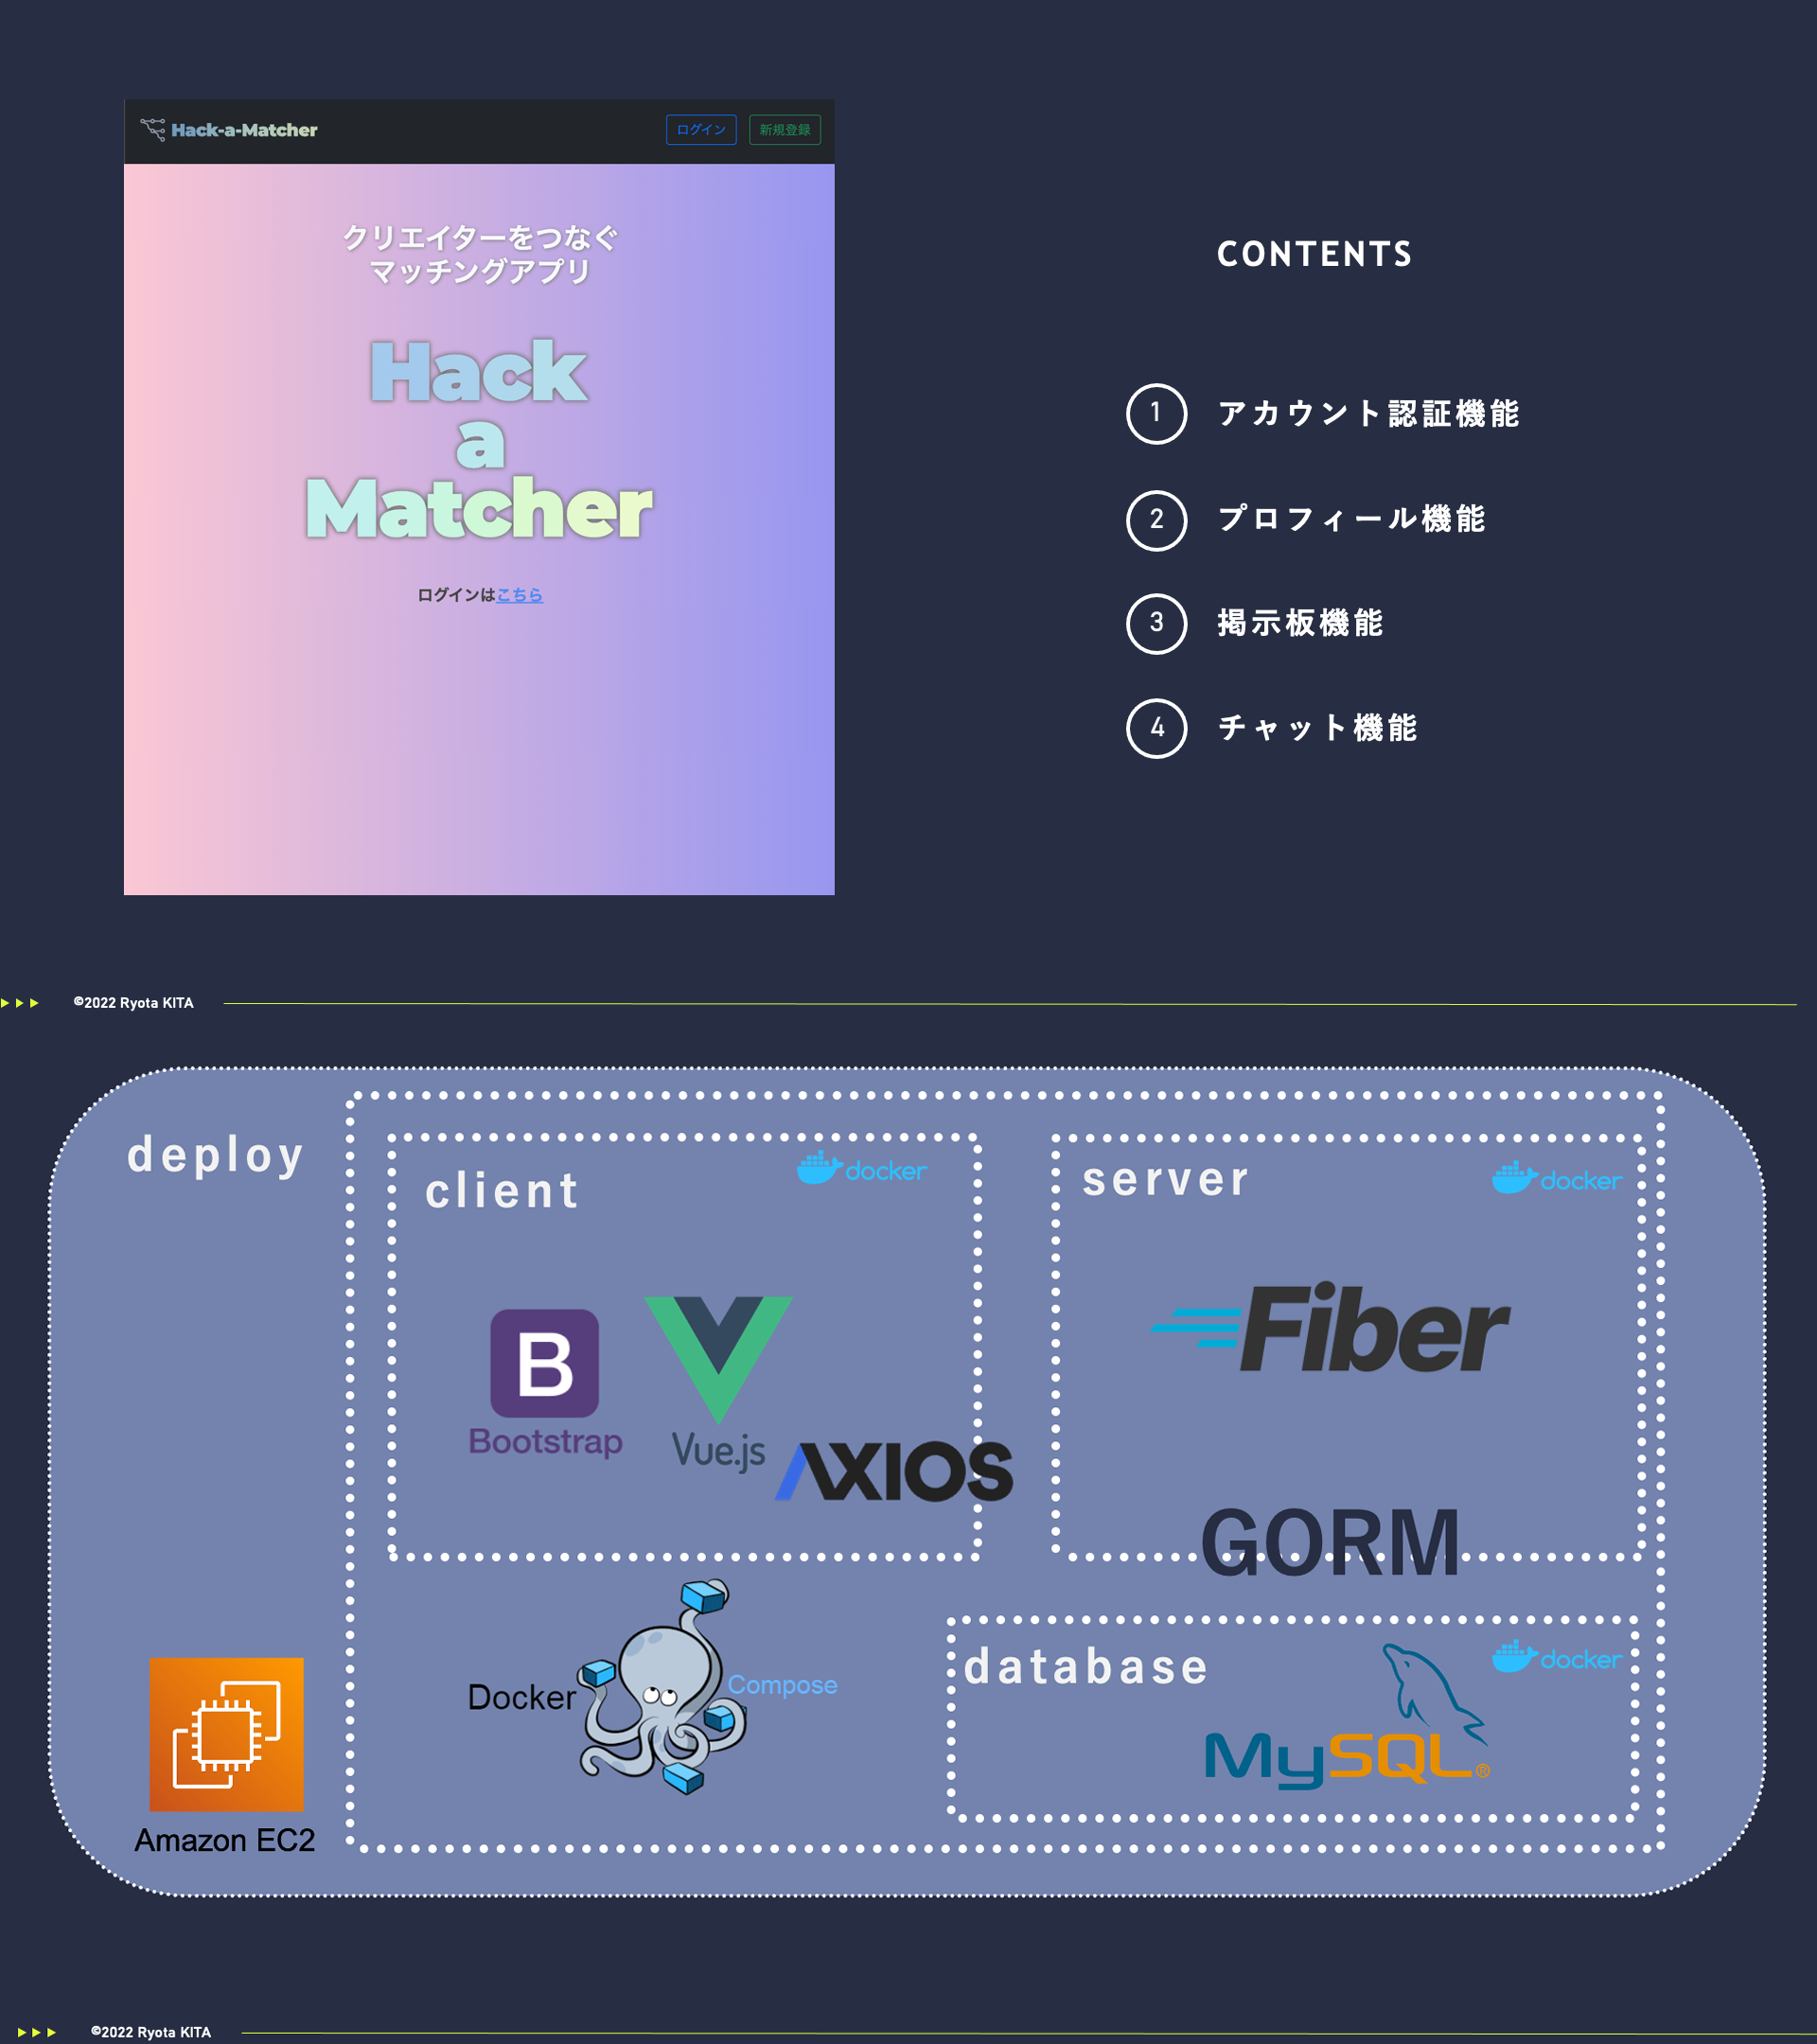 Hack-a-Matcher
ログイン
新規登録
クリエイターをつなぐ
マッチングアプリ
Hack
a
Matcher
ログインはこちら
CONTENTS
1 アカウント認証機能
2 プロフィール機能
3 掲示板機能
4 チャット機能
©2022 Ryota KITA
deploy
client
docker
server
docker
Fiber
B
Bootstrap
Vue.js
AXIOS
GORM
Docker
Compose
database
docker
MySQL®
Amazon EC2
©2022 Ryota KITA